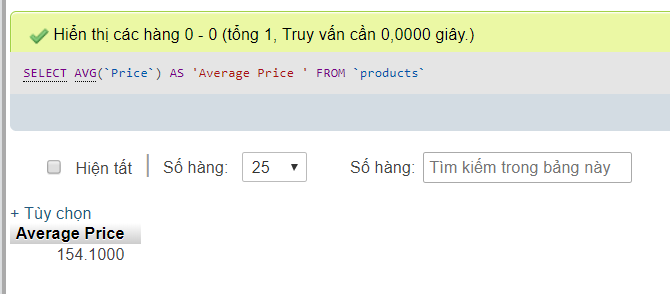 Hiển thị các hàng 0 - 0 (tổng 1, Truy vấn cần 0,0000 giây.)
SELECT AVG(`Price`) AS 'Average Price ' FROM `products`
Hiện tất | Số hàng: 25 Số hàng: Tìm kiếm trong bảng này
+ Tùy chọn
Average Price
154.1000